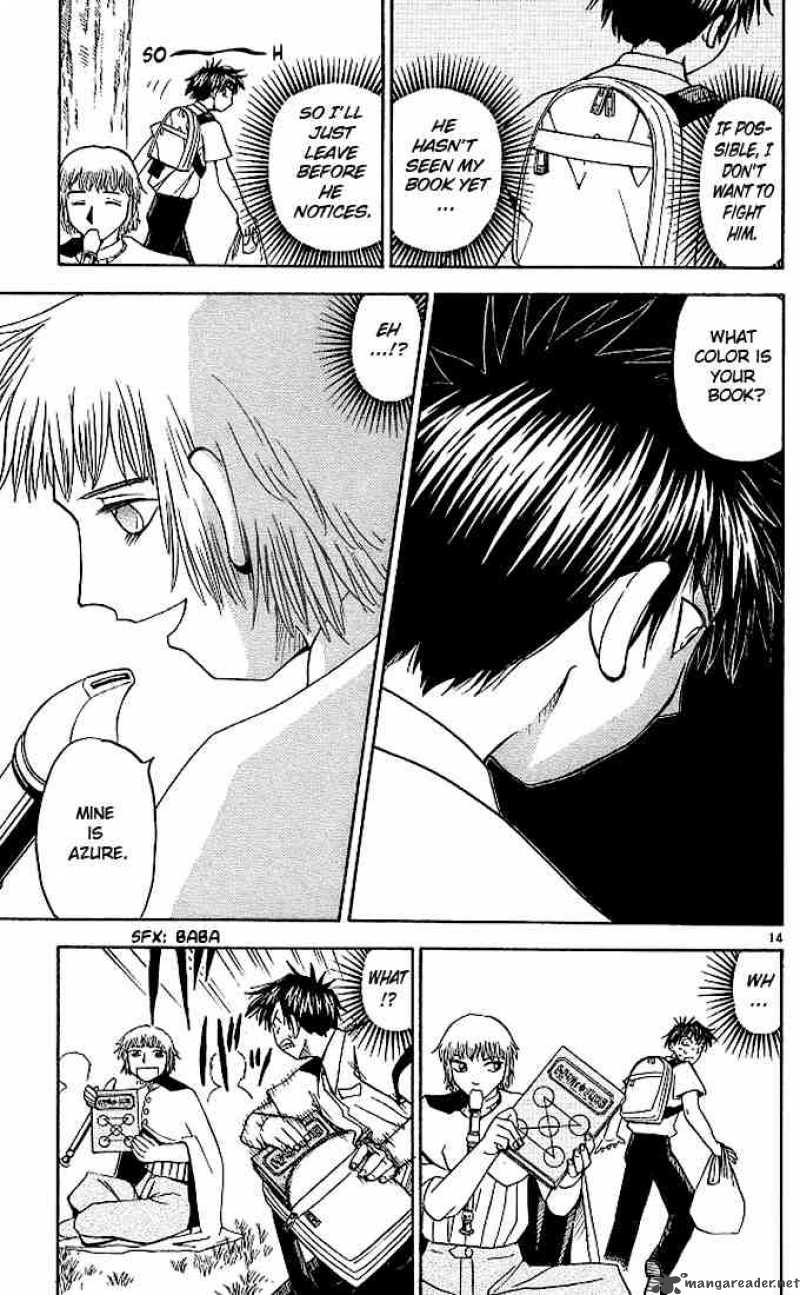 IF POS-
SIBLE, I
DON'T
WANT TO
FIGHT
HIM.
HE
HASN'T
SEEN MY
BOOK YET
...
SO I'LL
JUST
LEAVE
BEFORE
HE
NOTICES.
SO H
WHAT
COLOR IS
YOUR
BOOK?
EH
...!?
MINE
IS
AZURE.
14
SFX: BABA
WH
...
WHAT
!?
mangareader.net